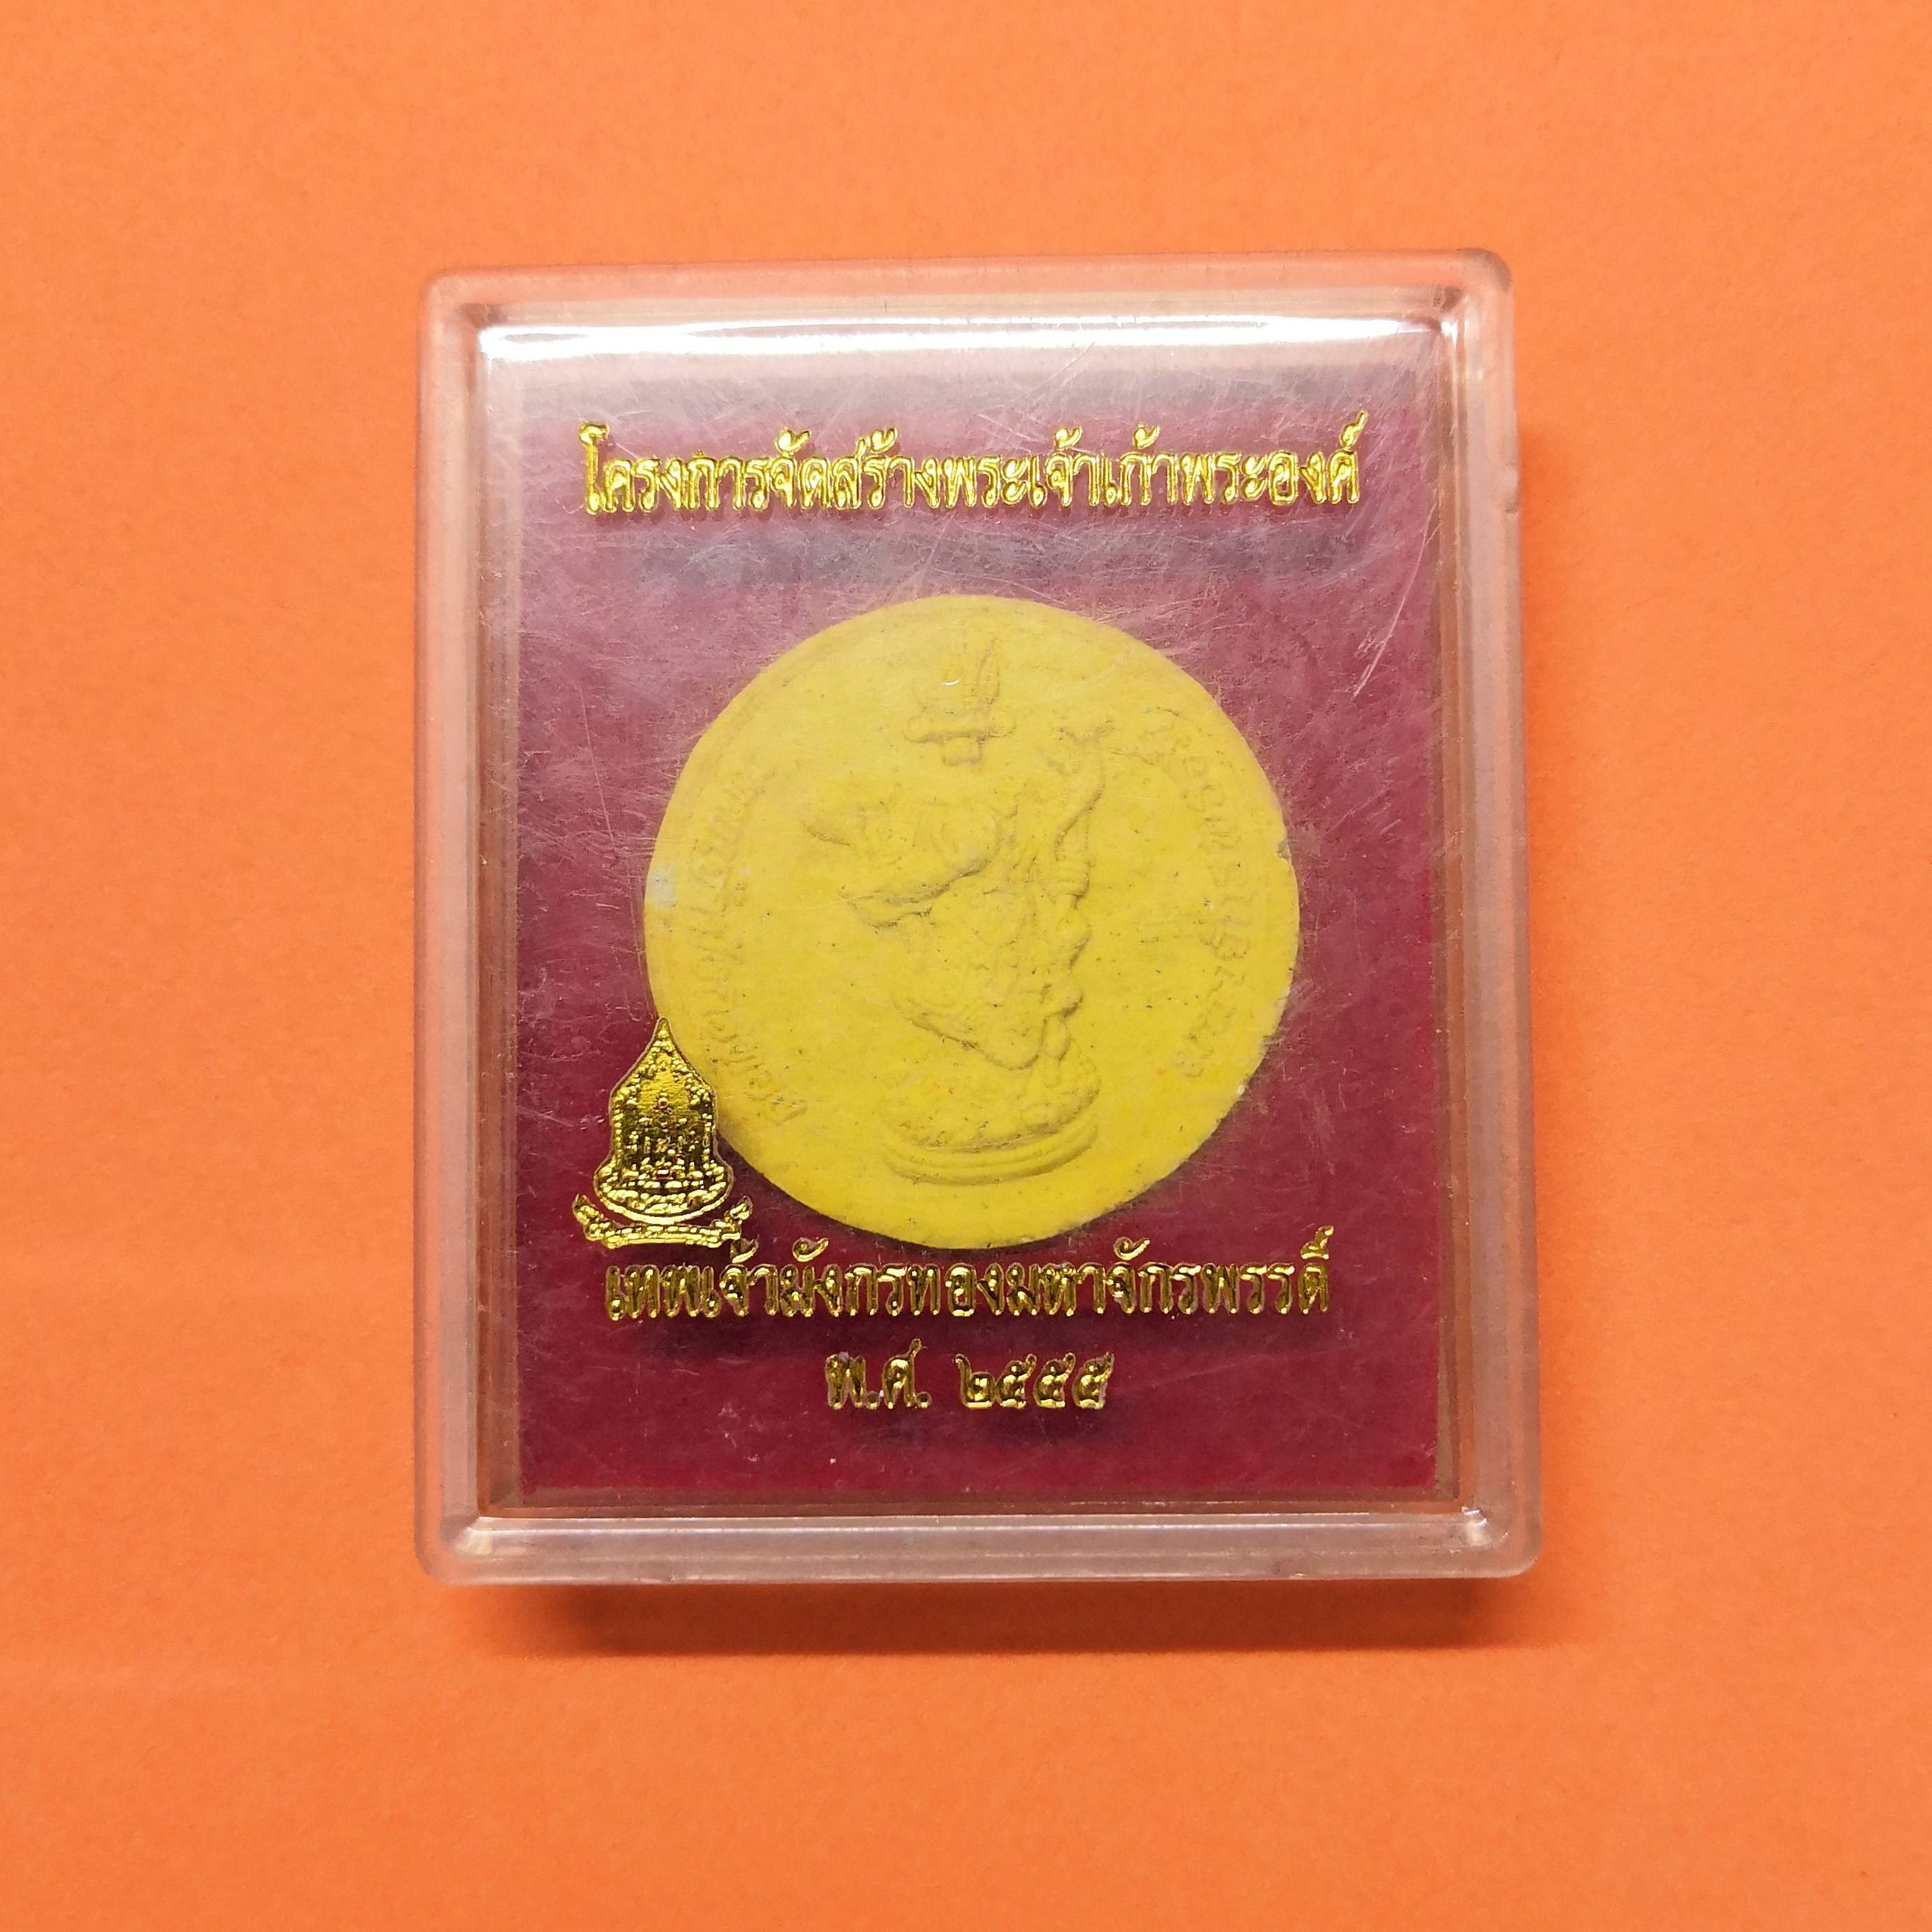 โครงการจัดสร้างพระเจ้าเก้าพระองค์
เทพเจ้ามังกรทองมหาจักรพรรดิ์
พ.ศ. ๒๕๕๕